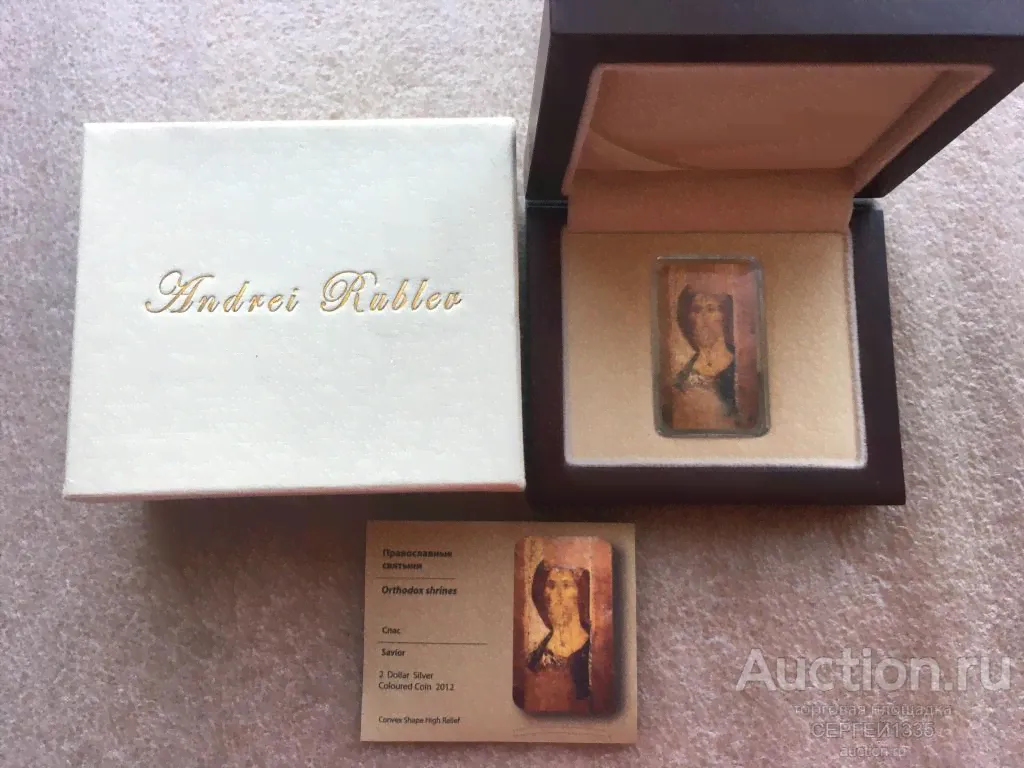 Andrei Rublev
Православные
святыни
Orthodox shrines
Спас
Savior
2 Dollar Silver
Coloured Coin 2012
Convex Shape High Relief
Auction.ru
торговая площадка
СЕРГЕЙ1335
auction.ru